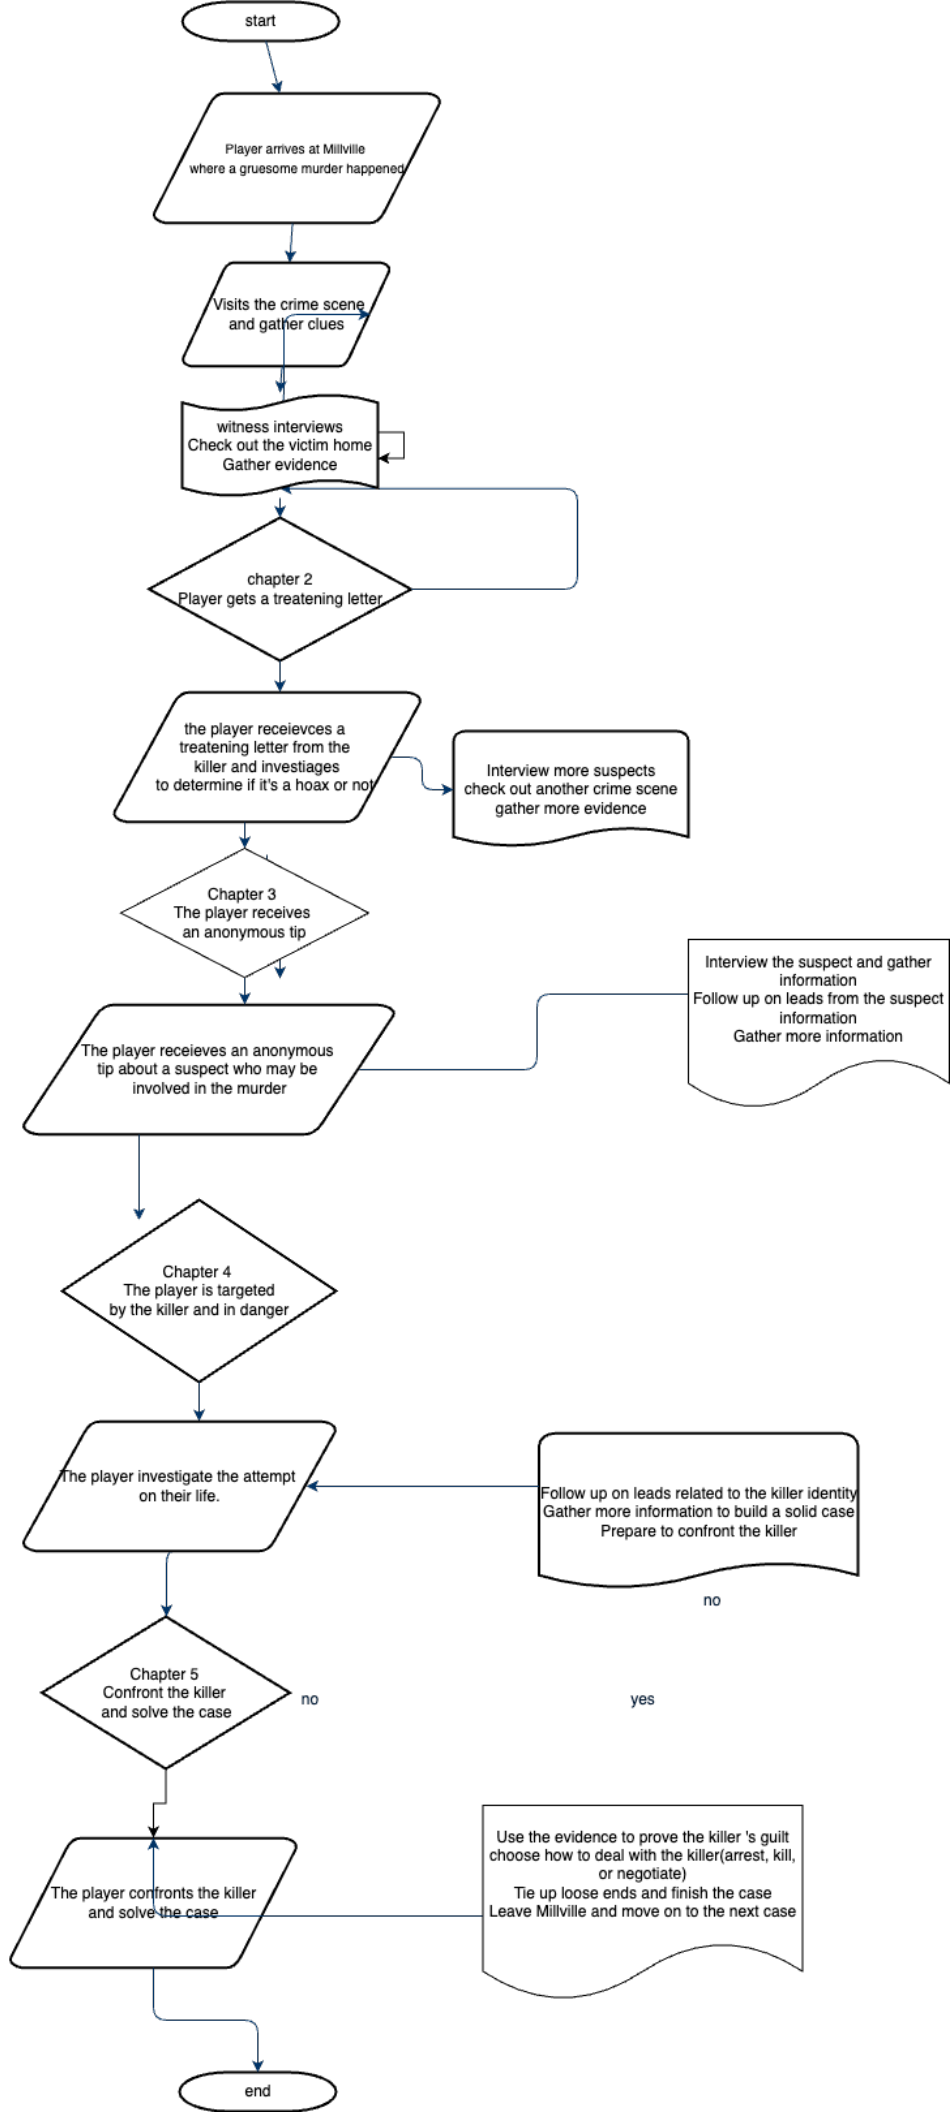 start
Player arrives at Millville
where a gruesome murder happened
Visits the crime scene
and gather clues
witness interviews
Check out the victim home
Gather evidence
chapter 2
Player gets a treatening letter
the player receievces a
treatening letter from the
killer and investiages
to determine if it's a hoax or not
Interview more suspects
check out another crime scene
gather more evidence
Chapter 3
The player receives
an anonymous tip
Interview the suspect and gather
information
Follow up on leads from the suspect
information
Gather more information
The player receieves an anonymous
tip about a suspect who may be
involved in the murder
Chapter 4
The player is targeted
by the killer and in danger
The player investigate the attempt
on their life.
Follow up on leads related to the killer identity
Gather more information to build a solid case
Prepare to confront the killer
no
Chapter 5
Confront the killer
and solve the case
no
yes
Use the evidence to prove the killer 's guilt
choose how to deal with the killer(arrest, kill,
or negotiate)
Tie up loose ends and finish the case
Leave Millville and move on to the next case
The player confronts the killer
and solve the case
end